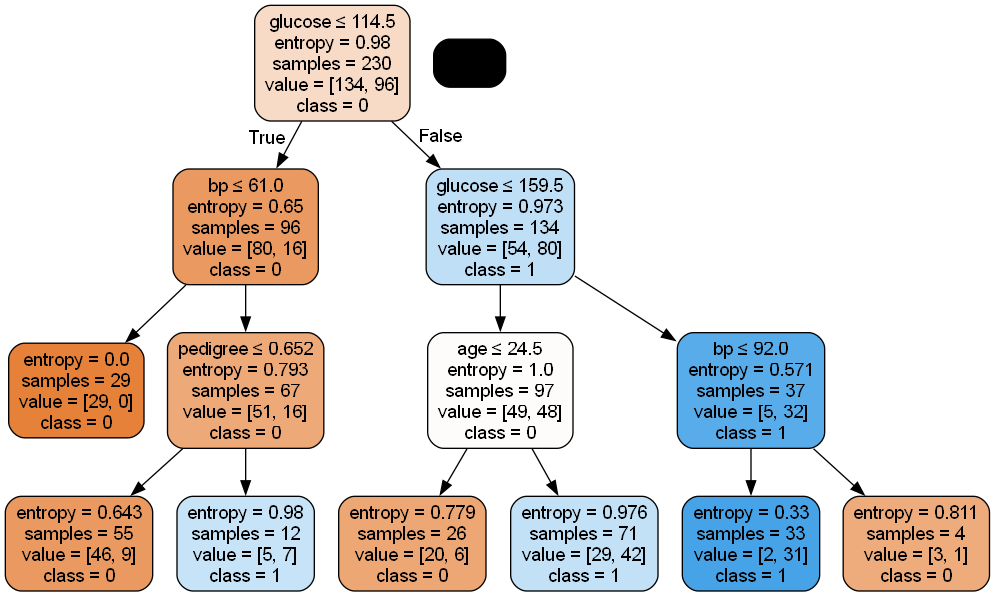 glucose ≤ 114.5
entropy = 0.98
samples = 230
value = [134, 96]
class = 0
True
False
bp ≤ 61.0
entropy = 0.65
samples = 96
value = [80, 16]
class = 0
glucose ≤ 159.5
entropy = 0.973
samples = 134
value = [54, 80]
class = 1
entropy = 0.0
samples = 29
value = [29, 0]
class = 0
pedigree ≤ 0.652
entropy = 0.793
samples = 67
value = [51, 16]
class = 0
age ≤ 24.5
entropy = 1.0
samples = 97
value = [49, 48]
class = 0
bp ≤ 92.0
entropy = 0.571
samples = 37
value = [5, 32]
class = 1
entropy = 0.643
samples = 55
value = [46, 9]
class = 0
entropy = 0.98
samples = 12
value = [5, 7]
class = 1
entropy = 0.779
samples = 26
value = [20, 6]
class = 0
entropy = 0.976
samples = 71
value = [29, 42]
class = 1
entropy = 0.33
samples = 33
value = [2, 31]
class = 1
entropy = 0.811
samples = 4
value = [3, 1]
class = 0